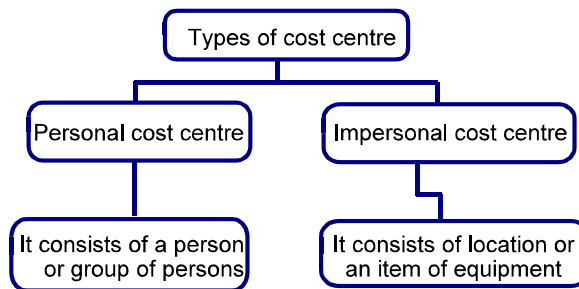 Types of cost centre
Personal cost centre
Impersonal cost centre
It consists of a person
or group of persons
It consists of location or
an item of equipment